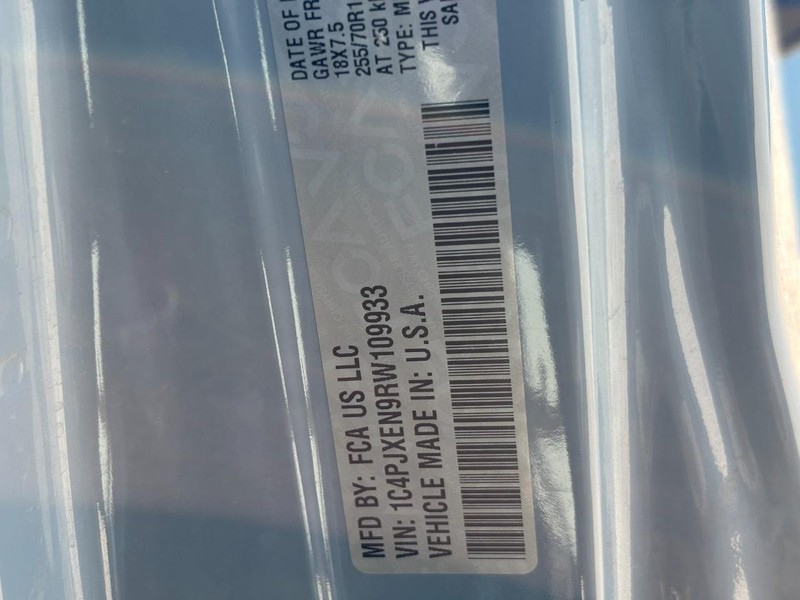 MFD BY: FCA US LLC
VIN: 1C4PJXEN9RW109933
VEHICLE MADE IN: U.S.A.
DATE OF
GAWR FR
18X7.5
255/70R1
AT 250 k
TYPE: M
THIS V
SA